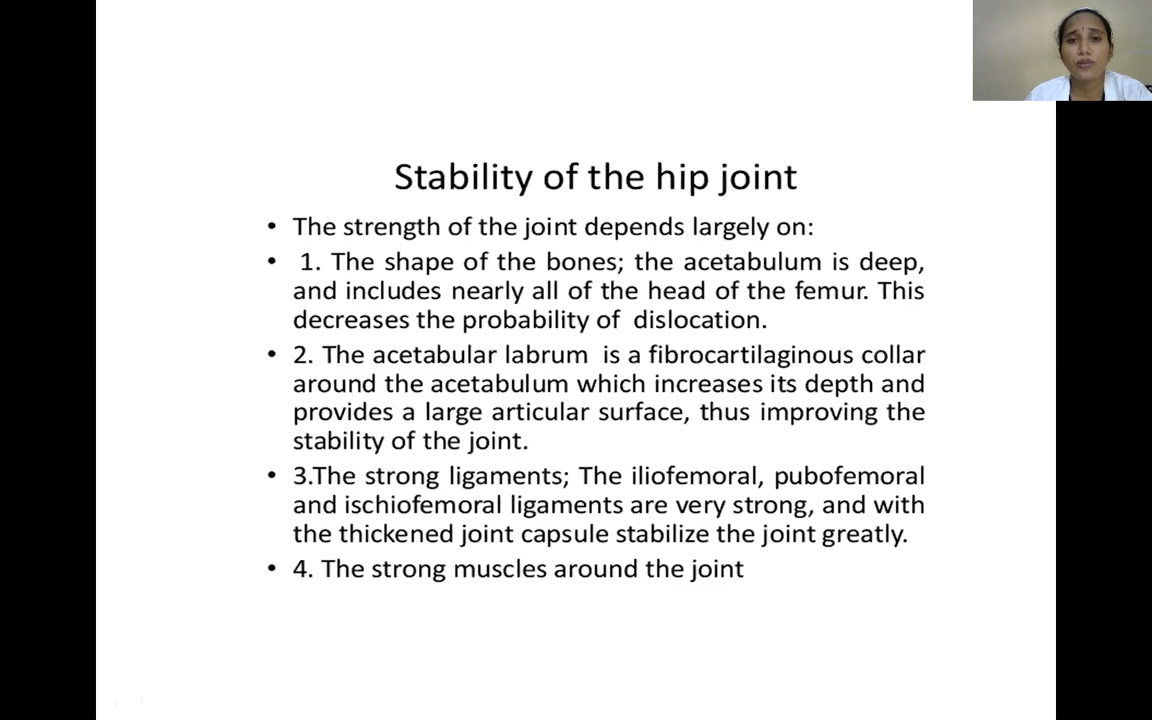 Stability of the hip joint
• The strength of the joint depends largely on:
• 1. The shape of the bones; the acetabulum is deep,
and includes nearly all of the head of the femur. This
decreases the probability of dislocation.
• 2. The acetabular labrum is a fibrocartilaginous collar
around the acetabulum which increases its depth and
provides a large articular surface, thus improving the
stability of the joint.
• 3.The strong ligaments; The iliofemoral, pubofemoral
and ischiofemoral ligaments are very strong, and with
the thickened joint capsule stabilize the joint greatly.
• 4. The strong muscles around the joint